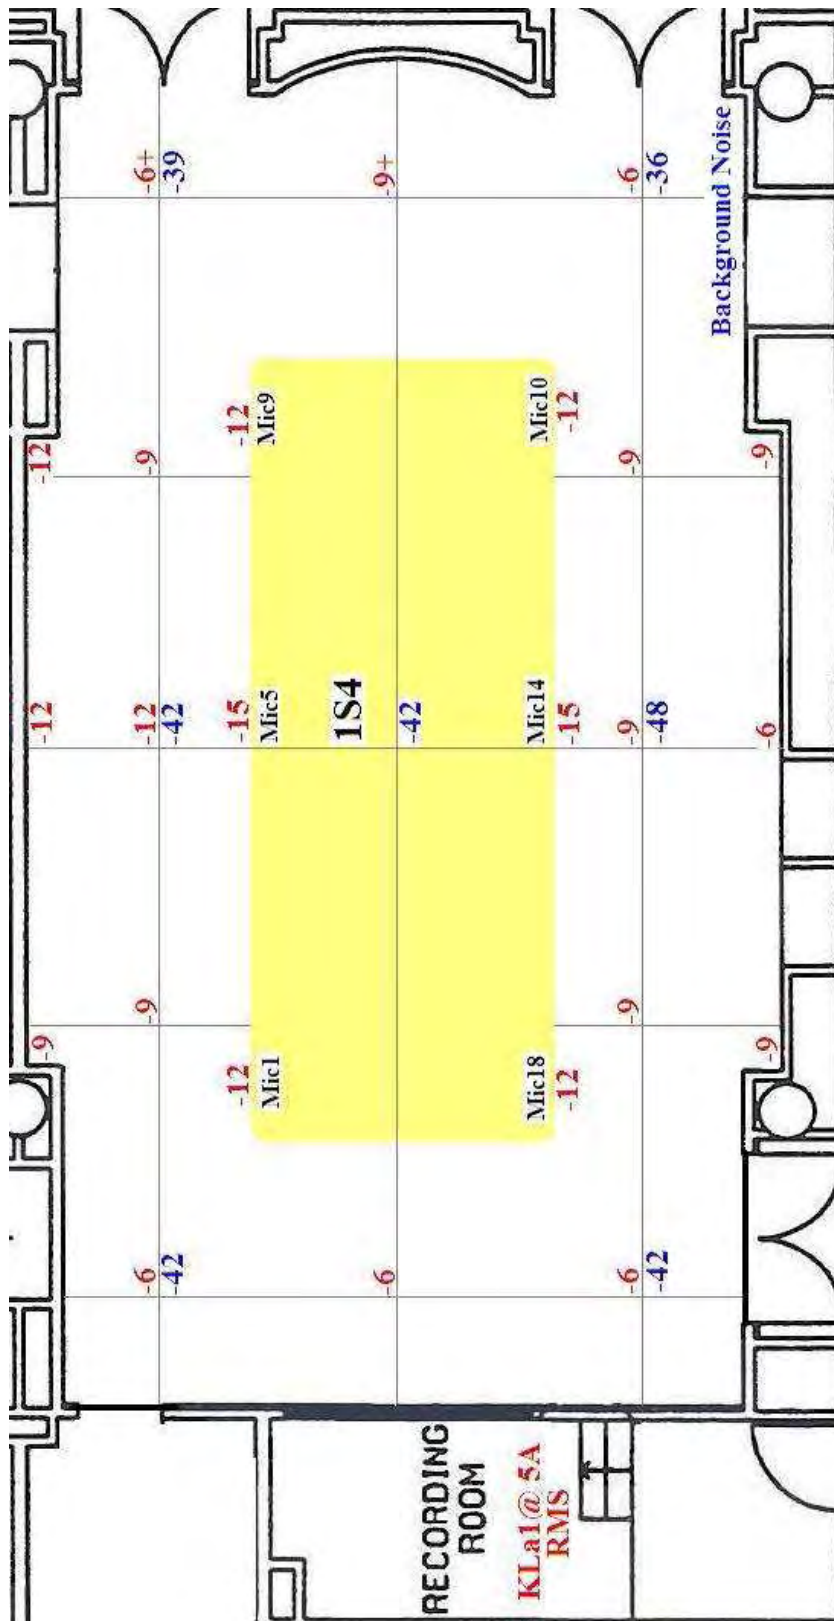 -9 -12 -12
-6 -9 -12 -9 -6+
-42 -42 -39
-12 -15 -12
Mic1 Mic5 Mic9
1S4
-6 -9+
-42
RECORDING
ROOM
KLa1@ 5A
RMS
Mic18 Mic14 Mic10
-12 -15 -12
-6 -9 -9 -9 -6
-42 -48 -36
Background Noise
-9 -6 -9